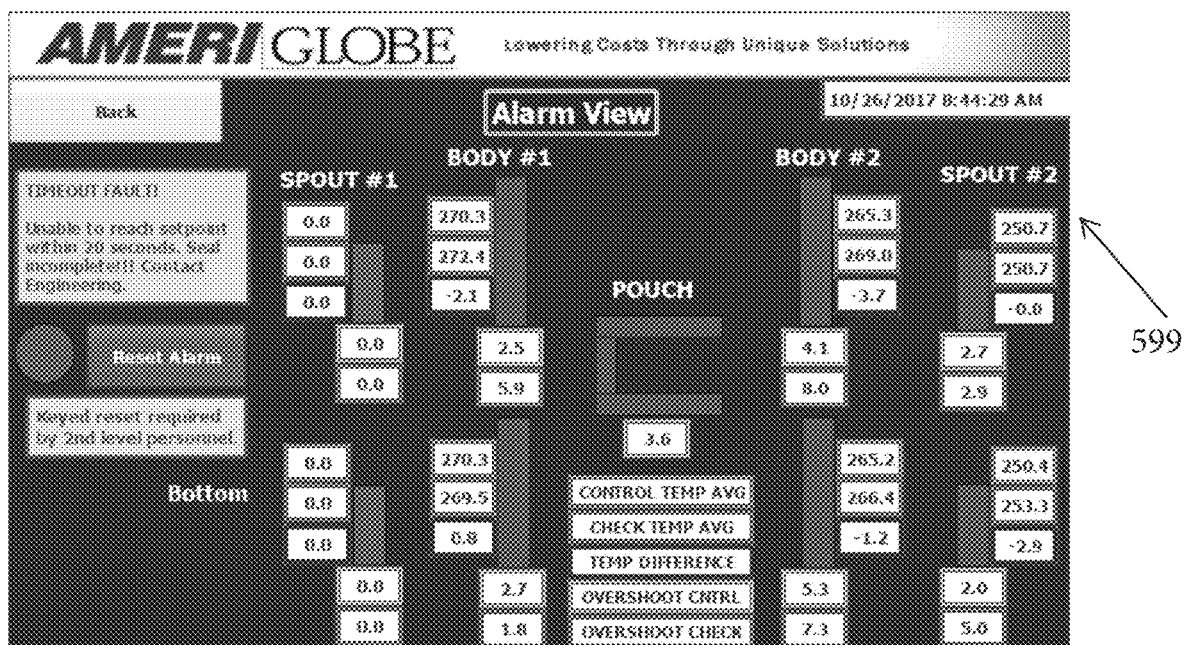 AMERIGLOBE Lowering Costs Through Unique Solutions
Back
Alarm View
10/26/2017 8:44:29 AM
TIMEOUT FAULT!
Unable to reach setpoint
within 20 seconds. Seal
incomplete!!! Contact
Engineering.
Reset Alarm
Keyed reset required
by 2nd level personnel
SPOUT #1
0.0
0.0
0.0
0.0
0.0
BODY #1
270.3
272.4
-2.1
2.5
5.9
POUCH
3.6
BODY #2
265.3
269.0
-3.7
4.1
8.0
SPOUT #2
250.7
250.7
-0.0
2.7
2.9
599
Bottom
0.0
0.0
0.0
0.0
0.0
270.3
269.5
0.8
2.7
1.8
CONTROL TEMP AVG
CHECK TEMP AVG
TEMP DIFFERENCE
OVERSHOOT CNTRL
OVERSHOOT CHECK
265.2
266.4
-1.2
5.3
7.3
250.4
253.3
-2.9
2.0
5.0